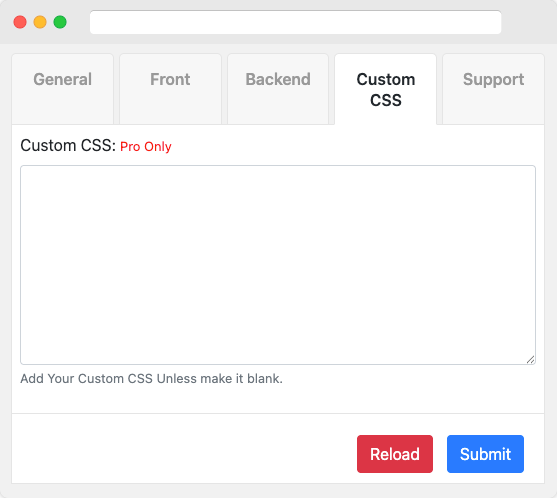 General
Front
Backend
Custom
CSS
Support
Custom CSS: Pro Only
Add Your Custom CSS Unless make it blank.
Reload
Submit